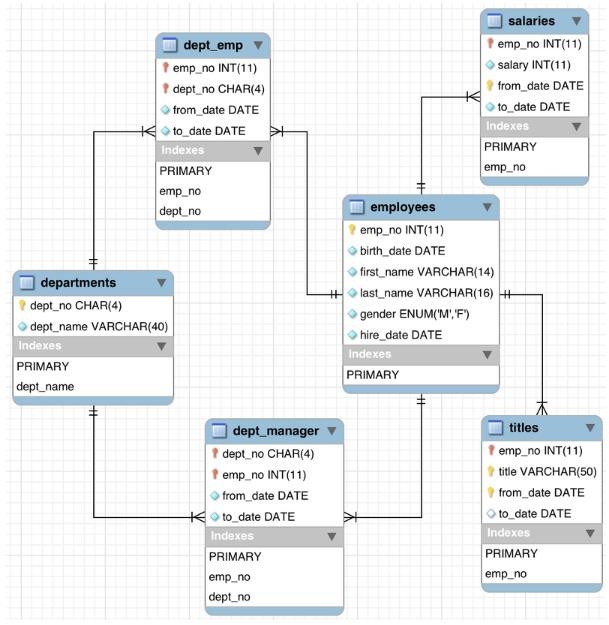 dept_emp
emp_no INT(11)
dept_no CHAR(4)
from_date DATE
to_date DATE
Indexes
PRIMARY
emp_no
dept_no
salaries
emp_no INT(11)
salary INT(11)
from_date DATE
to_date DATE
Indexes
PRIMARY
emp_no
employees
emp_no INT(11)
birth_date DATE
first_name VARCHAR(14)
last_name VARCHAR(16)
gender ENUM('M','F')
hire_date DATE
Indexes
PRIMARY
departments
dept_no CHAR(4)
dept_name VARCHAR(40)
Indexes
PRIMARY
dept_name
dept_manager
dept_no CHAR(4)
emp_no INT(11)
from_date DATE
to_date DATE
Indexes
PRIMARY
emp_no
dept_no
titles
emp_no INT(11)
title VARCHAR(50)
from_date DATE
to_date DATE
Indexes
PRIMARY
emp_no